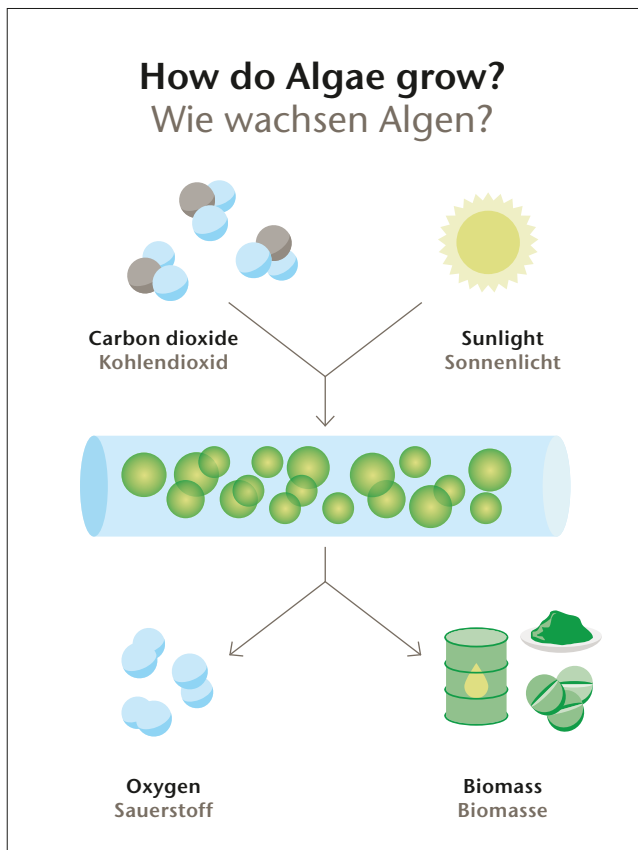 How do Algae grow?
Wie wachsen Algen?
Carbon dioxide
Kohlendioxid
Sunlight
Sonnenlicht
Oxygen
Sauerstoff
Biomass
Biomasse